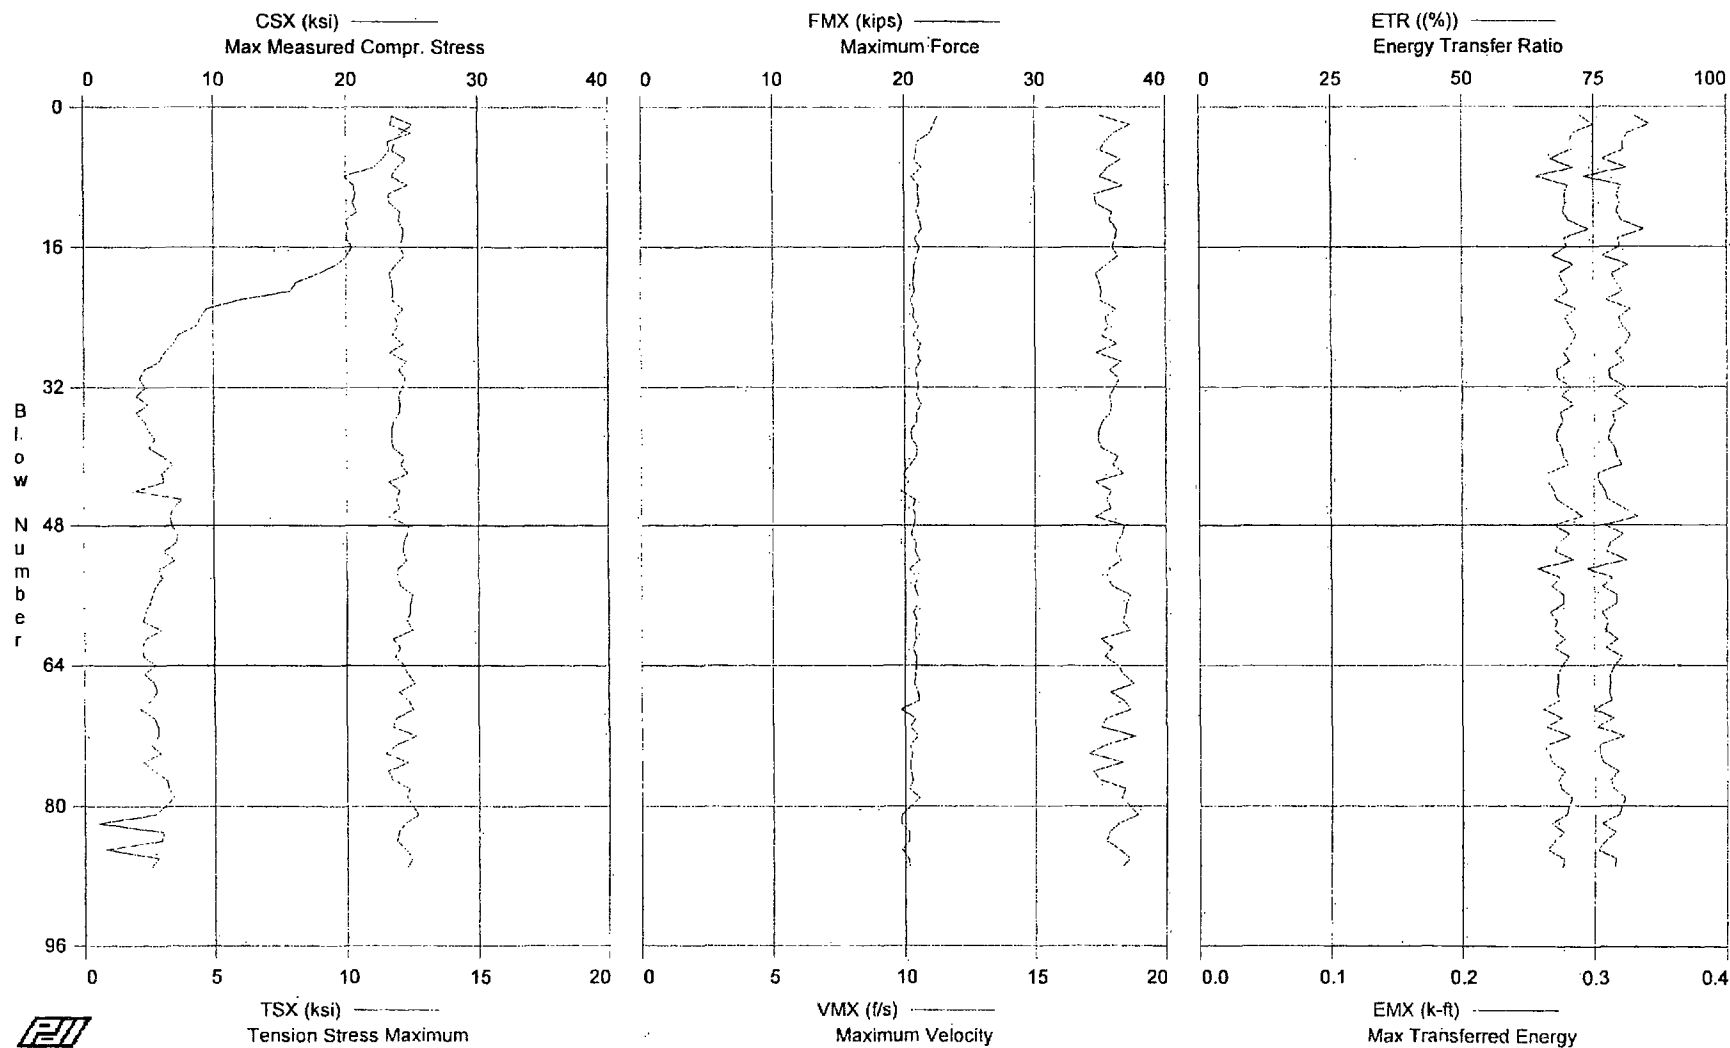 CSX (ksi)
Max Measured Compr. Stress
FMX (kips)
Maximum Force
ETR ((%))
Energy Transfer Ratio
0 10 20 30 40
0 20 40
0 25 50 75 100
0
16
32
48
64
80
96
Blow Number
0 5 10 15 20
0 5 10 15 20
0.0 0.1 0.2 0.3 0.4
TSX (ksi)
Tension Stress Maximum
VMX (f/s)
Maximum Velocity
EMX (k-ft)
Max Transferred Energy
PDI